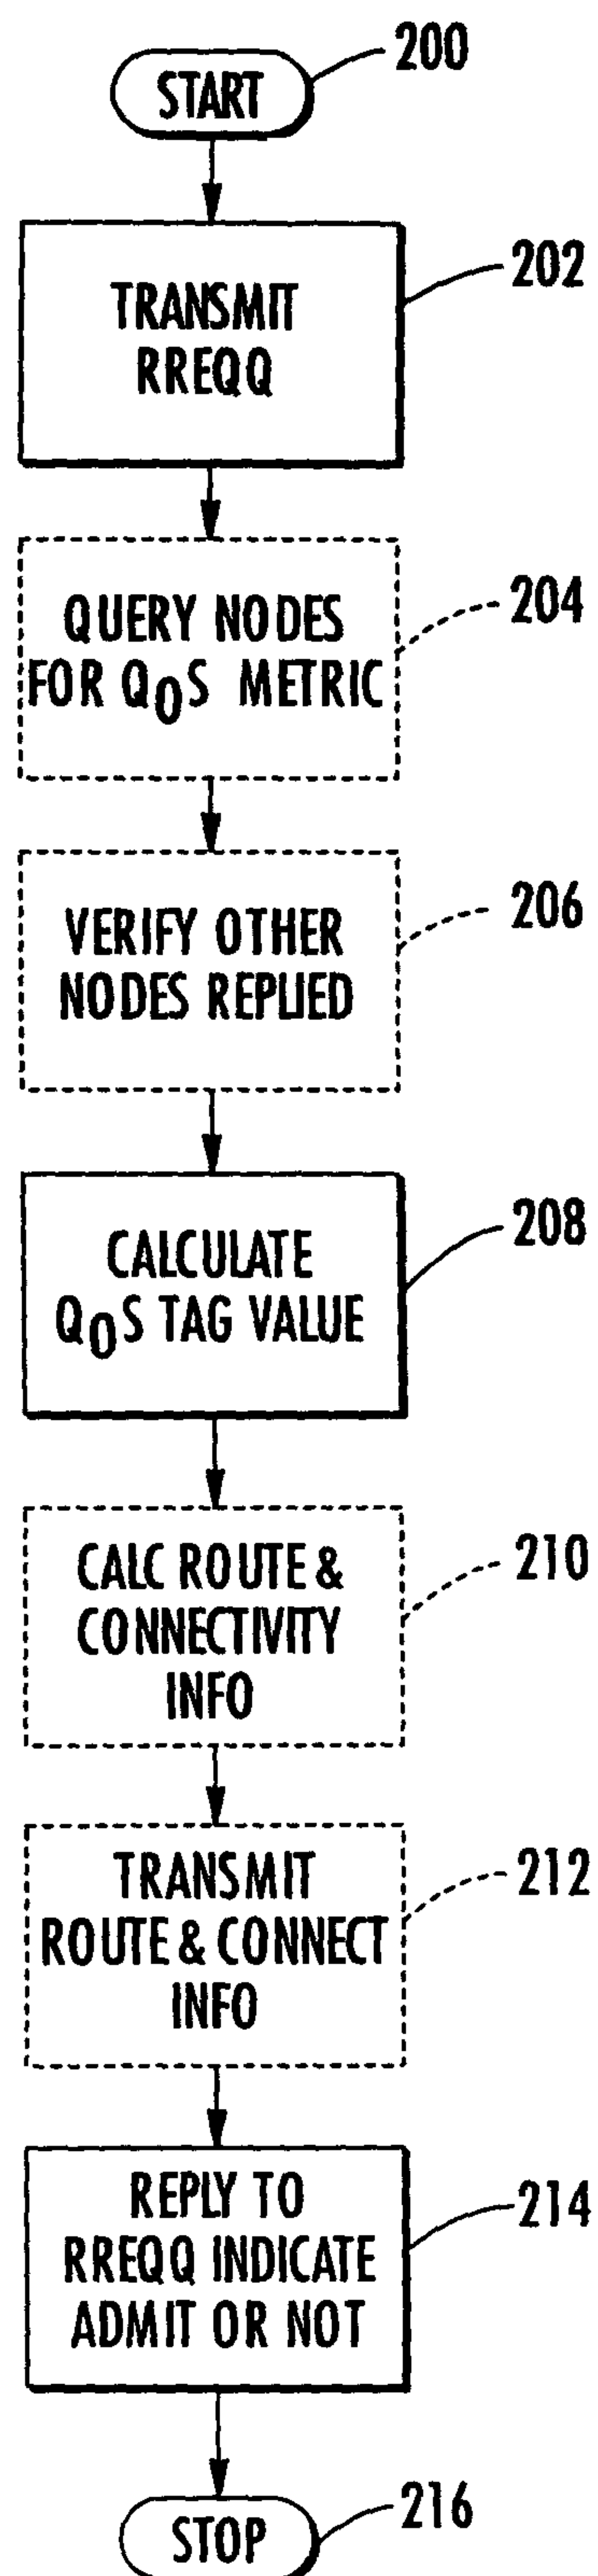 START
200
TRANSMIT
RREQQ
202
QUERY NODES
FOR QOS METRIC
204
VERIFY OTHER
NODES REPLIED
206
CALCULATE
QOS TAG VALUE
208
CALC ROUTE &
CONNECTIVITY
INFO
210
TRANSMIT
ROUTE & CONNECT
INFO
212
REPLY TO
RREQQ INDICATE
ADMIT OR NOT
214
STOP
216